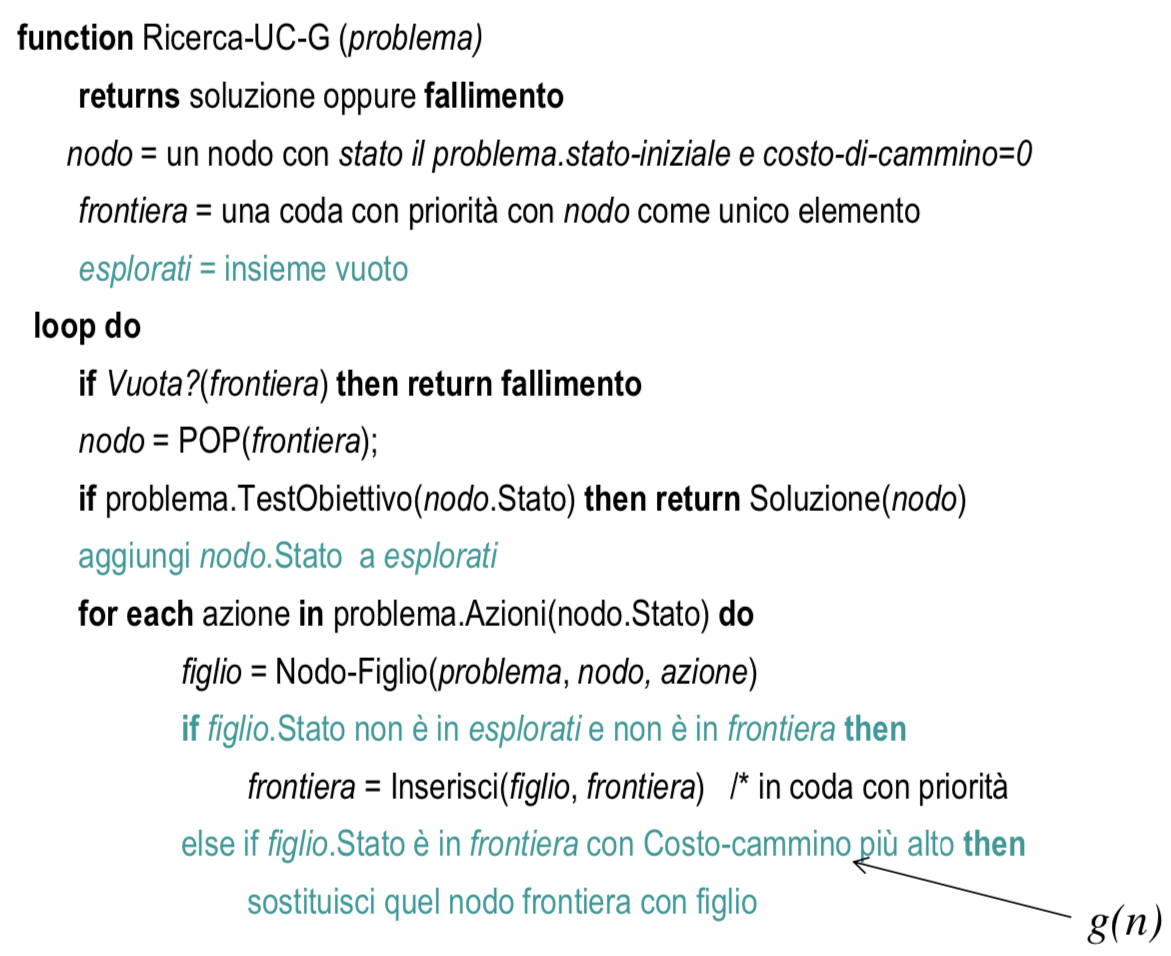 function Ricerca-UC-G (problema)
returns soluzione oppure fallimento
nodo = un nodo con stato il problema.stato-iniziale e costo-di-cammino=0
frontiera = una coda con priorità con nodo come unico elemento
esplorati = insieme vuoto
loop do
if Vuota?(frontiera) then return fallimento
nodo = POP(frontiera);
if problema.TestObiettivo(nodo.Stato) then return Soluzione(nodo)
aggiungi nodo.Stato a esplorati
for each azione in problema.Azioni(nodo.Stato) do
figlio = Nodo-Figlio(problema, nodo, azione)
if figlio.Stato non è in esplorati e non è in frontiera then
frontiera = Inserisci(figlio, frontiera) /* in coda con priorità
else if figlio.Stato è in frontiera con Costo-cammino più alto then
sostituisci quel nodo frontiera con figlio
g(n)